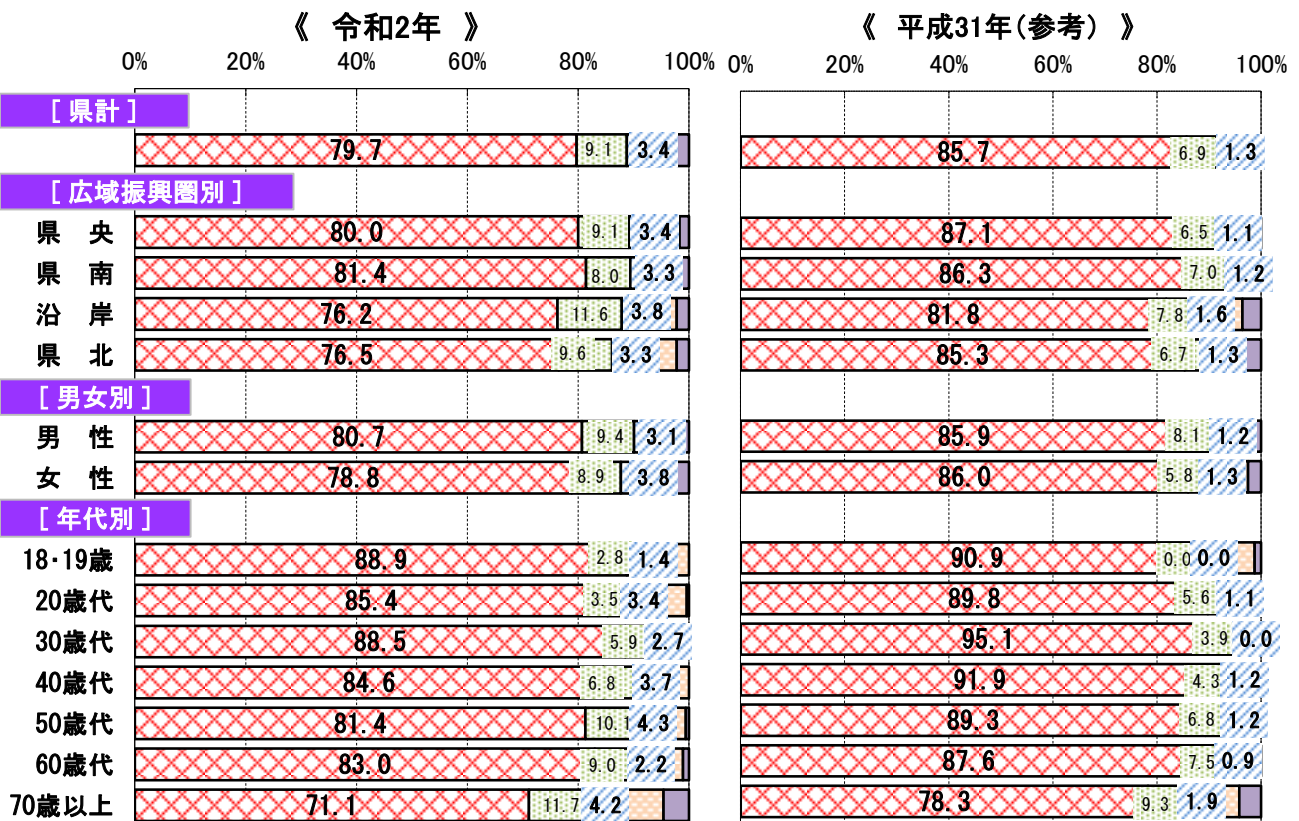 《 令和2年 》 《 平成31年(参考) 》
0% 20% 40% 60% 80% 100% 0% 20% 40% 60% 80% 100%
[ 県計 ]
79.7 9.1 3.4 85.7 6.9 1.3
[ 広域振興圏別 ]
県 央 80.0 9.1 3.4 87.1 6.5 1.1
県 南 81.4 8.0 3.3 86.3 7.0 1.2
沿 岸 76.2 11.6 3.8 81.8 7.8 1.6
県 北 76.5 9.6 3.3 85.3 6.7 1.3
[ 男女別 ]
男 性 80.7 9.4 3.1 85.9 8.1 1.2
女 性 78.8 8.9 3.8 86.0 5.8 1.3
[ 年代別 ]
18･19歳 88.9 2.8 1.4 90.9 0.0 0.0
20歳代 85.4 3.5 3.4 89.8 5.6 1.1
30歳代 88.5 5.9 2.7 95.1 3.9 0.0
40歳代 84.6 6.8 3.7 91.9 4.3 1.2
50歳代 81.4 10.1 4.3 89.3 6.8 1.2
60歳代 83.0 9.0 2.2 87.6 7.5 0.9
70歳以上 71.1 11.7 4.2 78.3 9.3 1.9